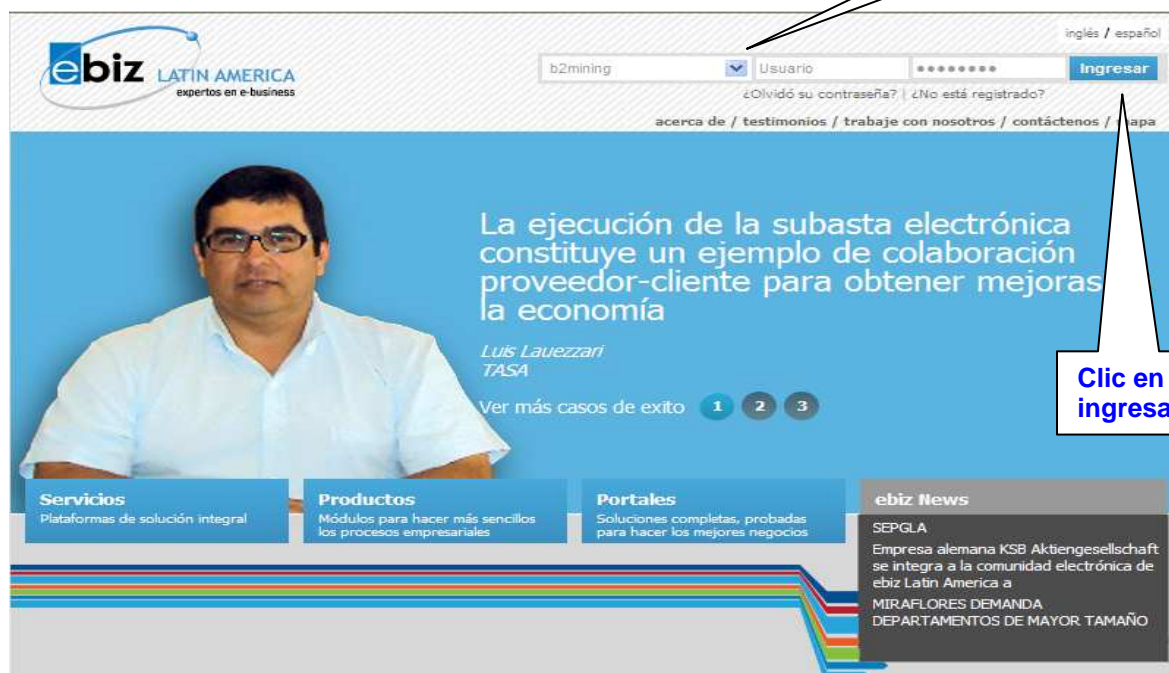 inglés / español
ebiz LATIN AMERICA
expertos en e-business
b2mining Usuario Ingresar
¿Olvidó su contraseña? | ¿No está registrado?
acerca de / testimonios / trabaje con nosotros / contáctenos / mapa
La ejecución de la subasta electrónica
constituye un ejemplo de colaboración
proveedor-cliente para obtener mejoras
la economía
Luis Lauezzari
TASA
Ver más casos de exito 1 2 3
Clic en
ingresa
Servicios
Plataformas de solución integral
Productos
Módulos para hacer más sencillos
los procesos empresariales
Portales
Soluciones completas, probadas
para hacer los mejores negocios
ebiz News
SEPGLA
Empresa alemana KSB Aktiengesellschaft
se integra a la comunidad electrónica de
ebiz Latin America a
MIRAFLORES DEMANDA
DEPARTAMENTOS DE MAYOR TAMAÑO